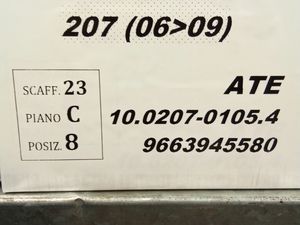 207 (06>09)
SCAFF. 23
PIANO C
POSIZ. 8
ATE
10.0207-0105.4
9663945580